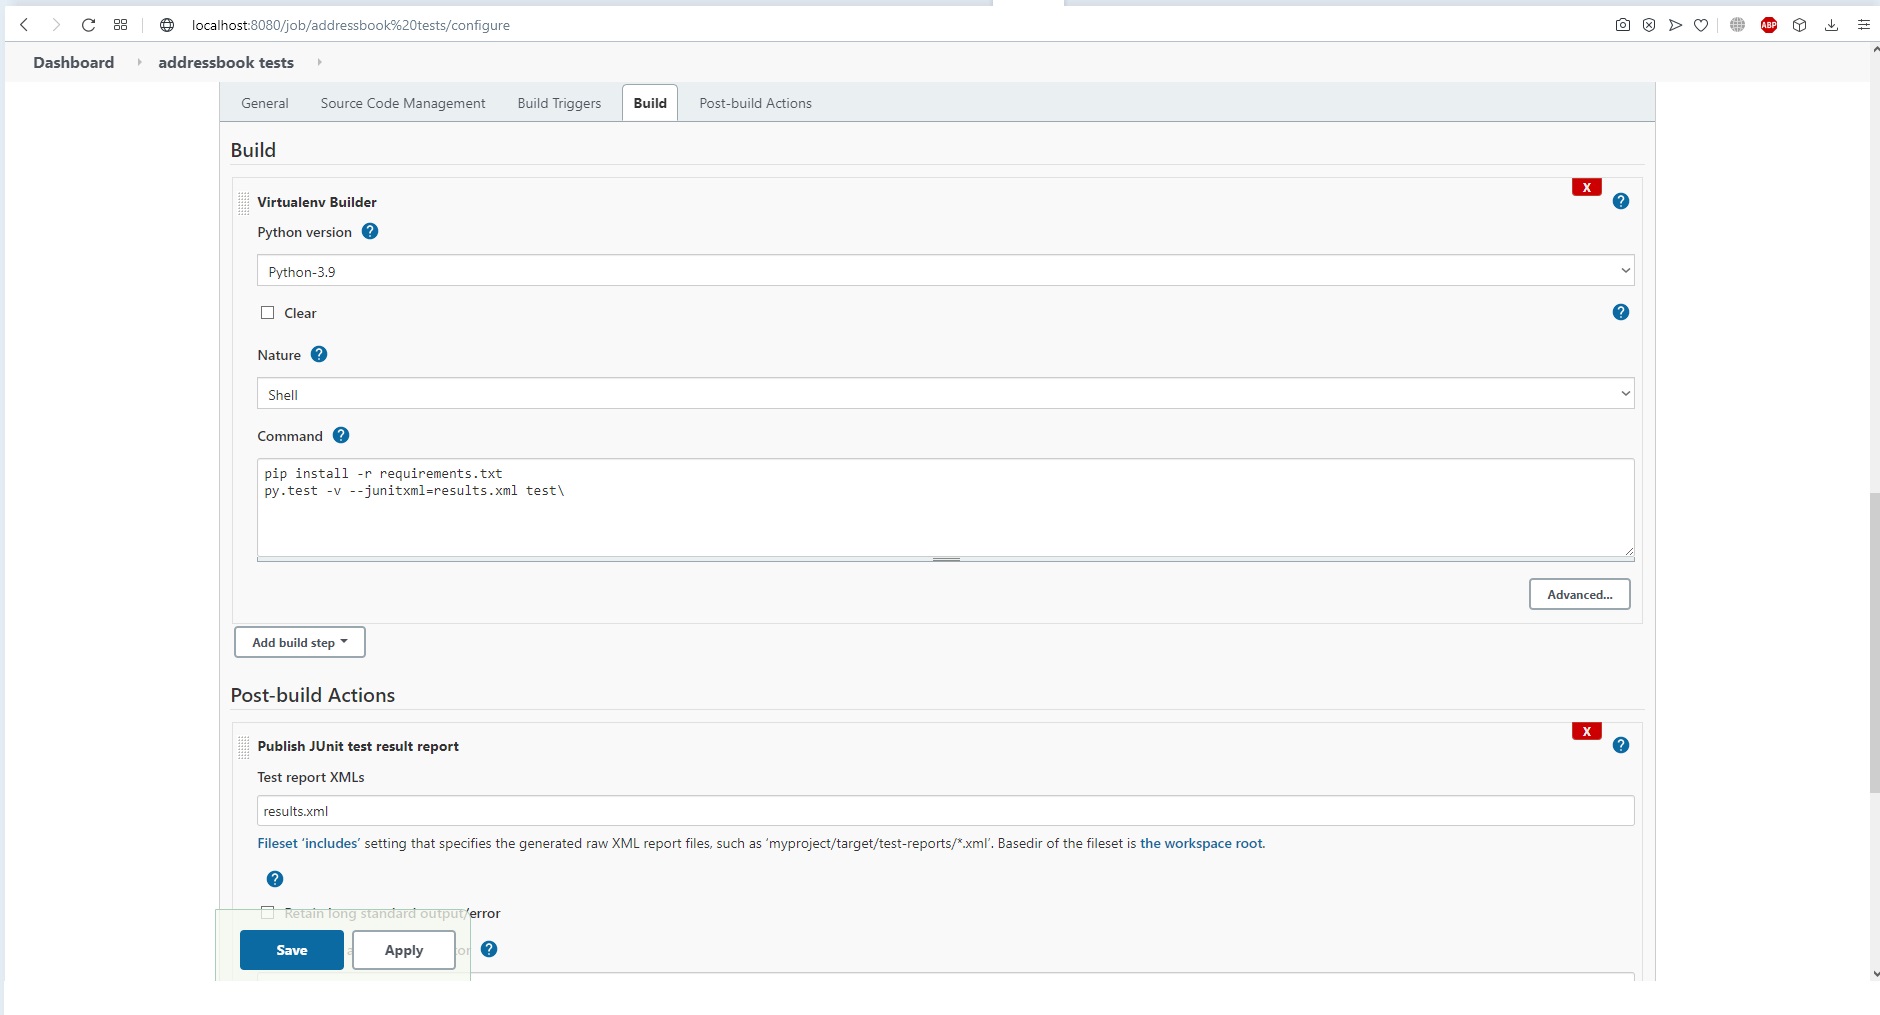 localhost:8080/job/addressbook%20tests/configure
ABP
Dashboard addressbook tests
General Source Code Management Build Triggers Build Post-build Actions
Build
X
Virtualenv Builder ?
Python version ?
Python-3.9
Clear ?
Nature ?
Shell
Command ?
pip install -r requirements.txt
py.test -v --junitxml=results.xml test\
Advanced...
Add build step
Post-build Actions
X
Publish JUnit test result report ?
Test report XMLs
results.xml
Fileset ‘includes’ setting that specifies the generated raw XML report files, such as ‘myproject/target/test-reports/*.xml’. Basedir of the fileset is the workspace root.
?
Retain long standard output/error
Save Apply ?